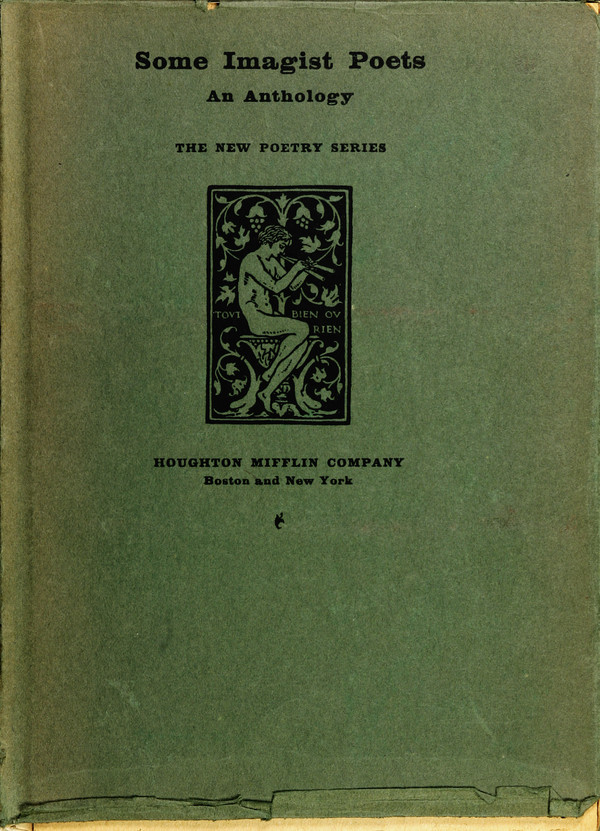 Some Imagist Poets
An Anthology
THE NEW POETRY SERIES
TOVT BIEN OV
RIEN
HOUGHTON MIFFLIN COMPANY
Boston and New York